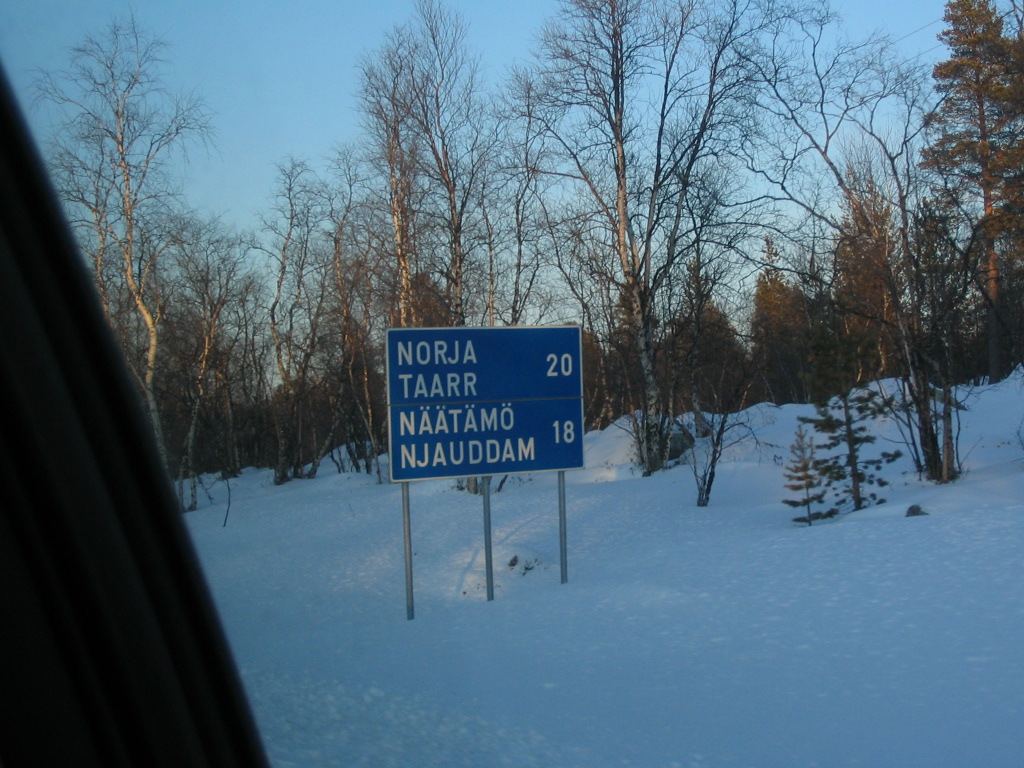 NORJA 20
TAARR
NÄÄTÄMÖ 18
NJAUDDAM